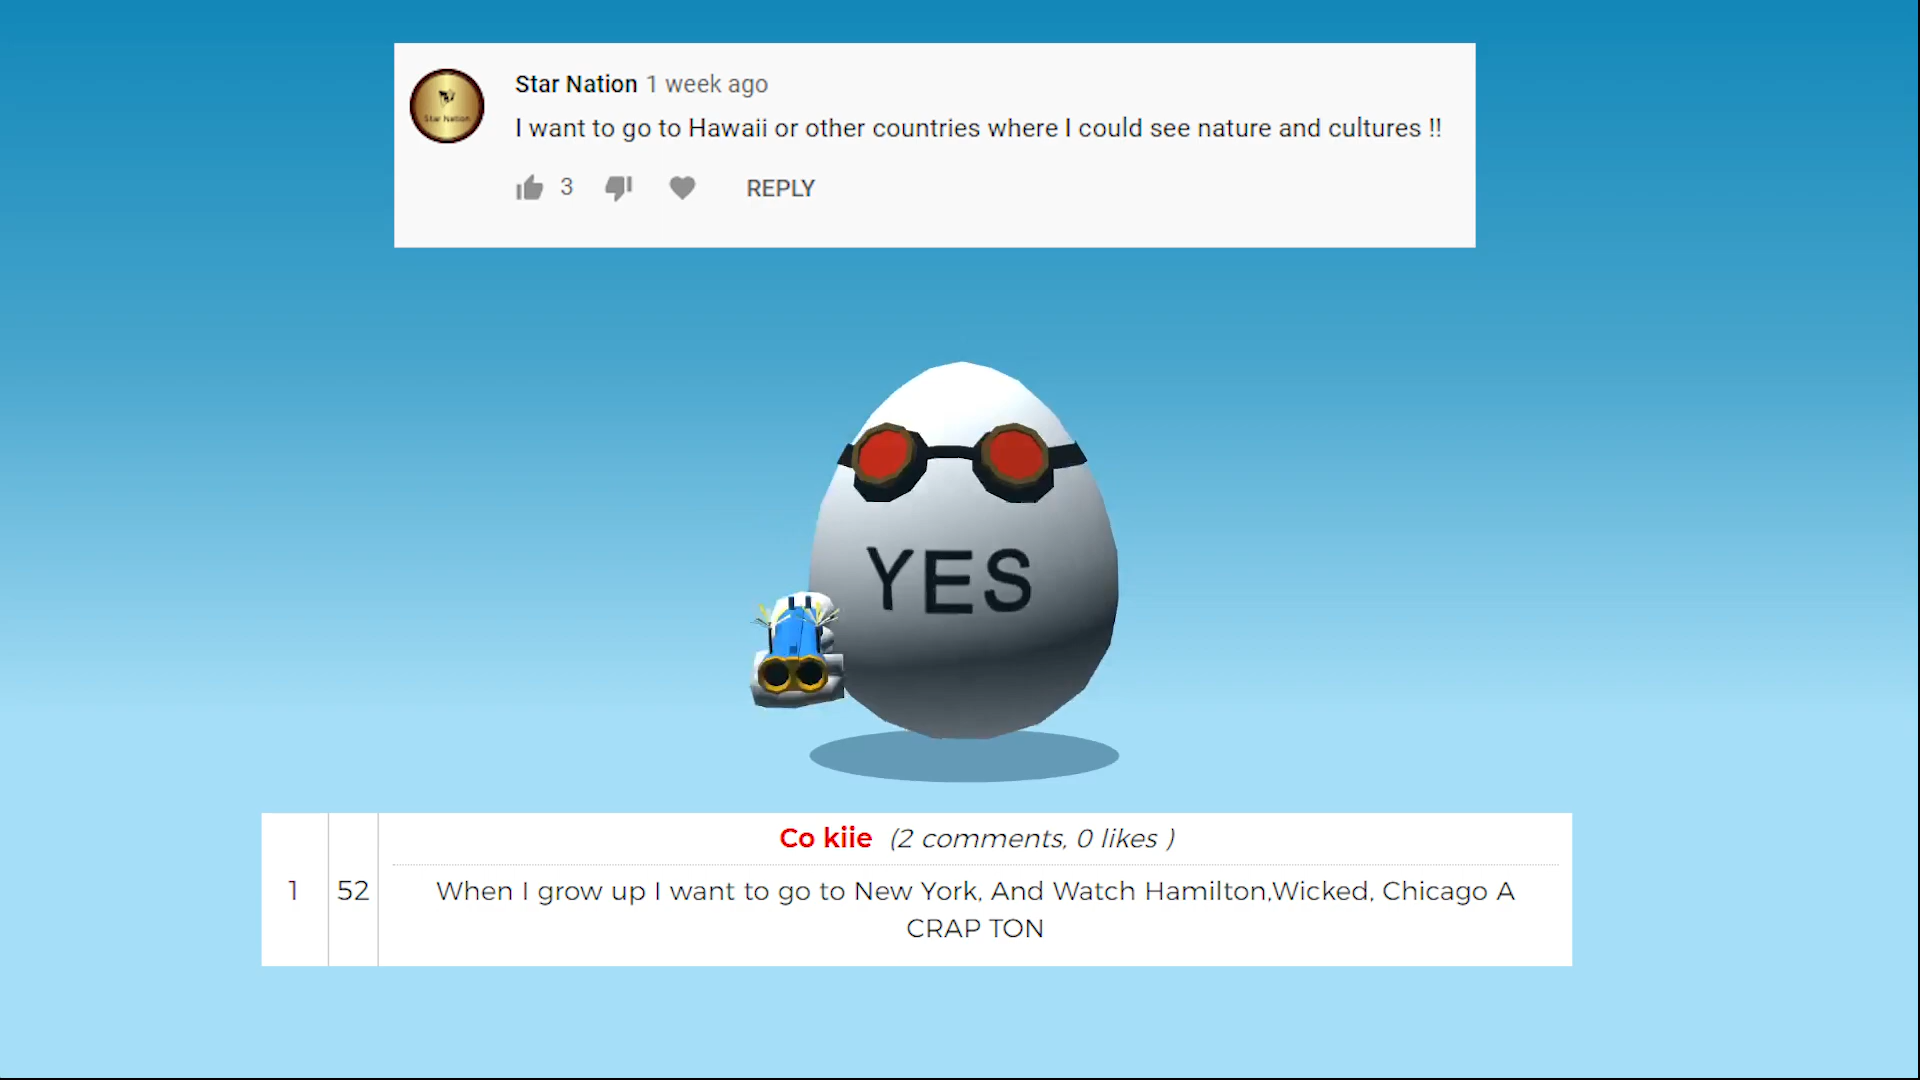 Star Nation 1 week ago
Star Nation
I want to go to Hawaii or other countries where I could see nature and cultures !!
3 REPLY
YES
Co kiie (2 comments, 0 likes )
1 52 When I grow up I want to go to New York, And Watch Hamilton,Wicked, Chicago A
CRAP TON